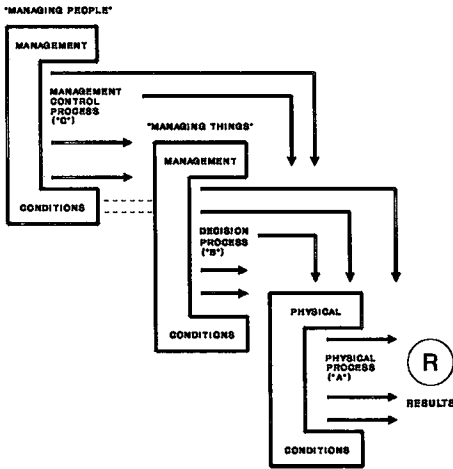 "MANAGING PEOPLE"
MANAGEMENT
MANAGEMENT
CONTROL
PROCESS
("C")
CONDITIONS
"MANAGING THINGS"
MANAGEMENT
DECISION
PROCESS
("B")
CONDITIONS
PHYSICAL
PHYSICAL
PROCESS
("A")
CONDITIONS
R
RESULTS